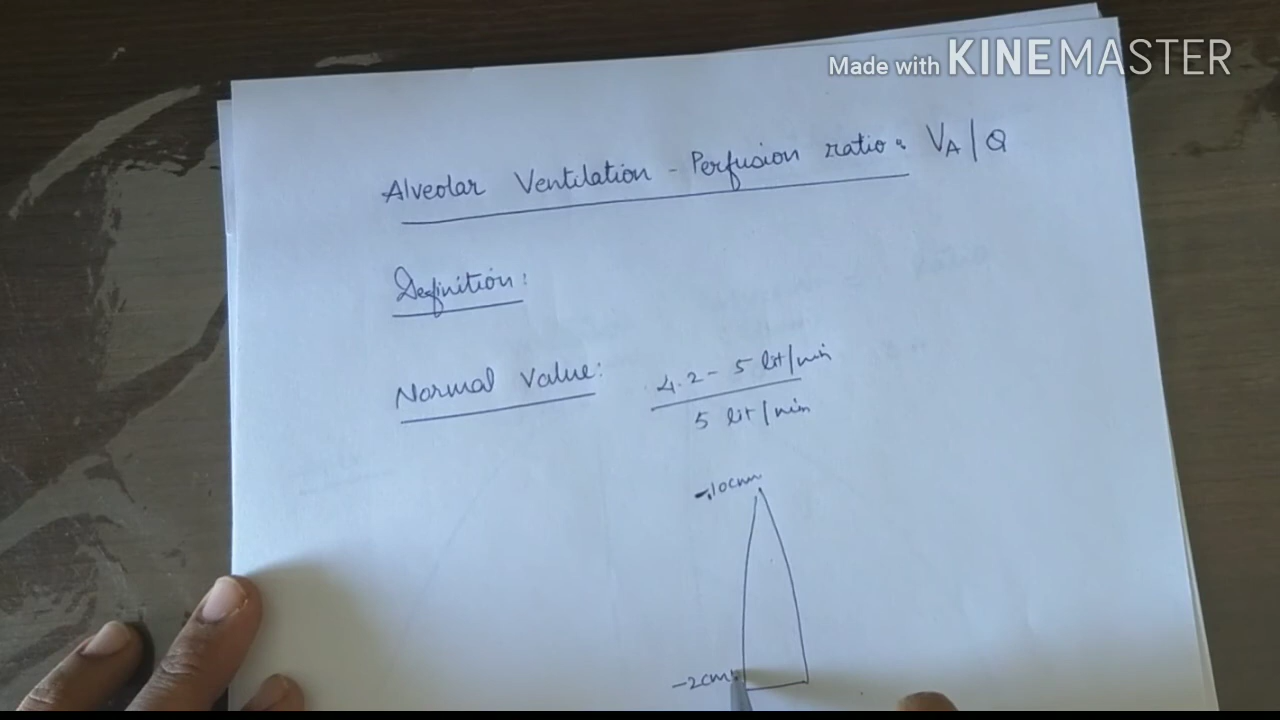 Made with KINEMASTER
Alveolar Ventilation - Perfusion ratio: VA/Q
Definition:
Normal Value:
4.2 - 5 lit/min
5 lit/min
-10cm
-2cm